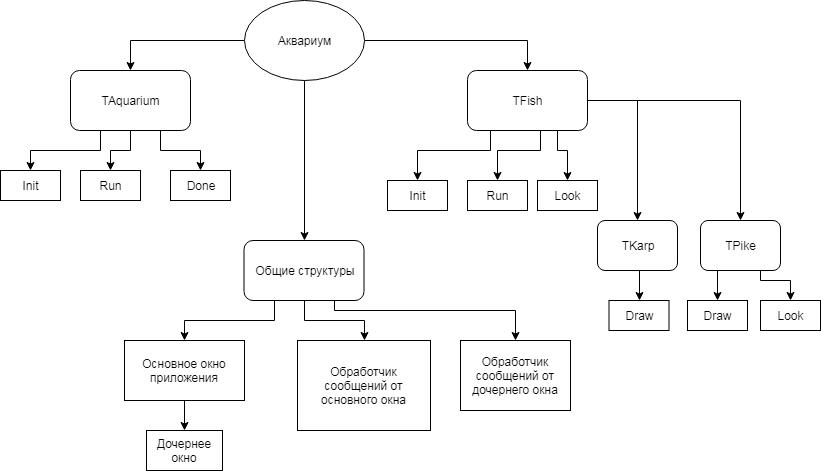 Аквариум
TAquarium
TFish
Init
Run
Done
Init
Run
Look
TKarp
TPike
Общие структуры
Draw
Draw
Look
Основное окно
приложения
Обработчик
сообщений от
основного окна
Обработчик
сообщений от
дочернего окна
Дочернее
окно